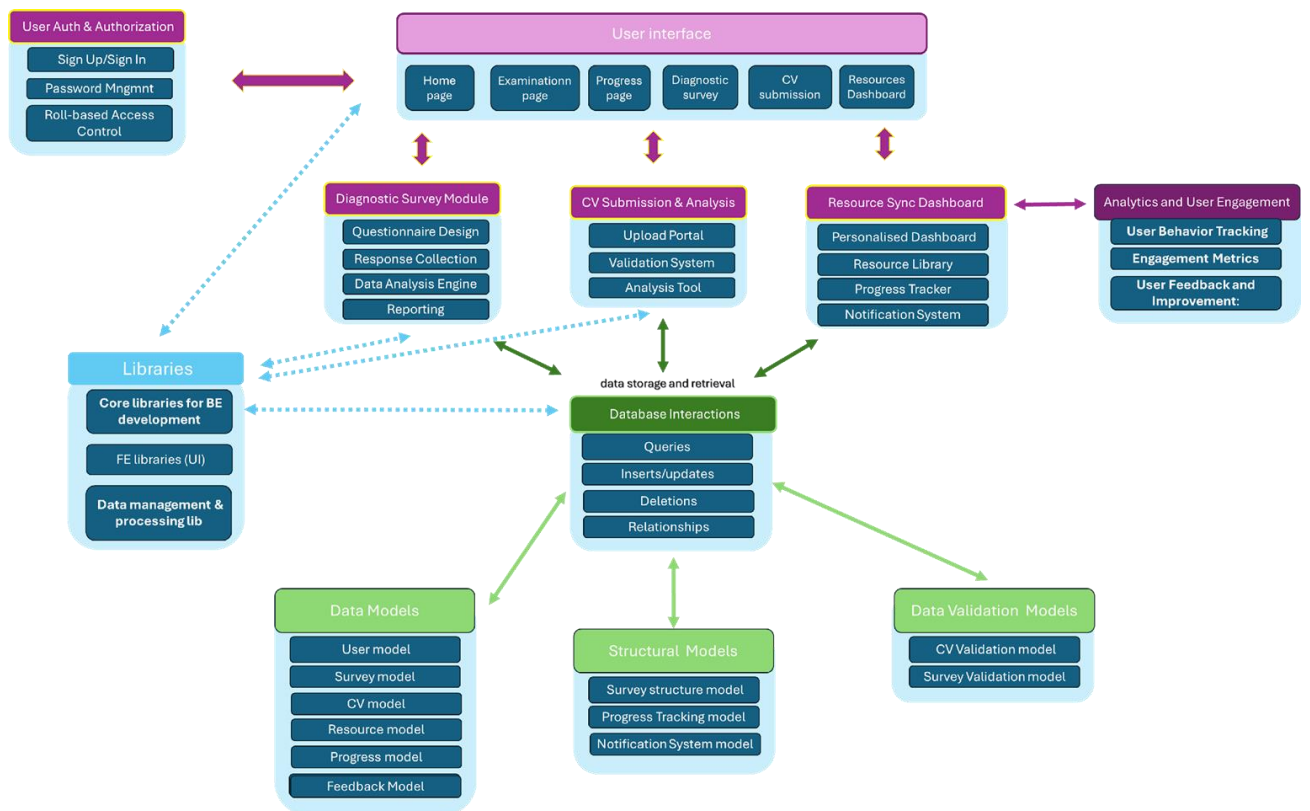 User Auth & Authorization
Sign Up/Sign In
Password Mngmnt
Roll-based Access
Control
User interface
Home
page
Examinationn
page
Progress
page
Diagnostic
survey
CV
submission
Resources
Dashboard
Diagnostic Survey Module
Questionnaire Design
Response Collection
Data Analysis Engine
Reporting
CV Submission & Analysis
Upload Portal
Validation System
Analysis Tool
Resource Sync Dashboard
Personalised Dashboard
Resource Library
Progress Tracker
Notification System
Analytics and User Engagement
User Behavior Tracking
Engagement Metrics
User Feedback and
Improvement:
Libraries
Core libraries for BE
development
FE libraries (UI)
Data management &
processing lib
data storage and retrieval
Database Interactions
Queries
Inserts/updates
Deletions
Relationships
Data Models
User model
Survey model
CV model
Resource model
Progress model
Feedback Model
Structural Models
Survey structure model
Progress Tracking model
Notification System model
Data Validation Models
CV Validation model
Survey Validation model